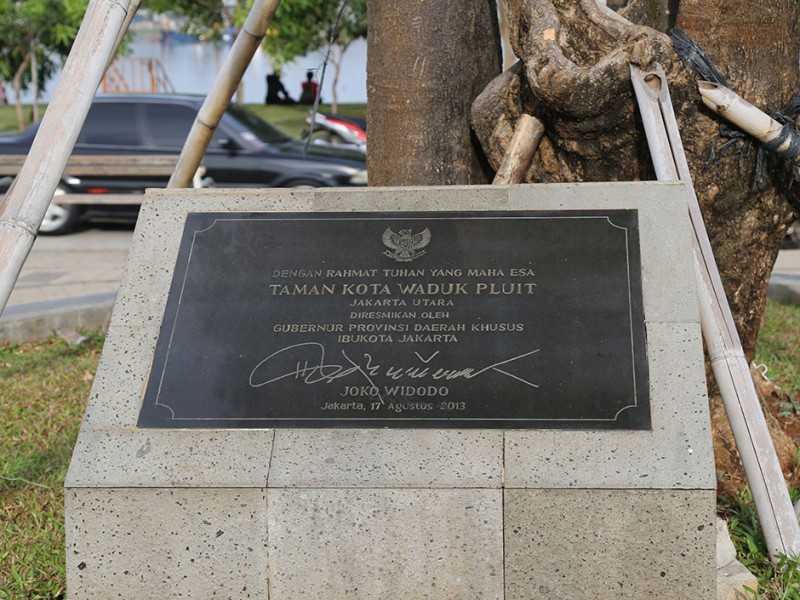 DENGAN RAHMAT TUHAN YANG MAHA ESA
TAMAN KOTA WADUK PLUIT
JAKARTA UTARA
DIRESMIKAN OLEH
GUBERNUR PROVINSI DAERAH KHUSUS
IBUKOTA JAKARTA
JOKO WIDODO
Jakarta, 17 Agustus 2013